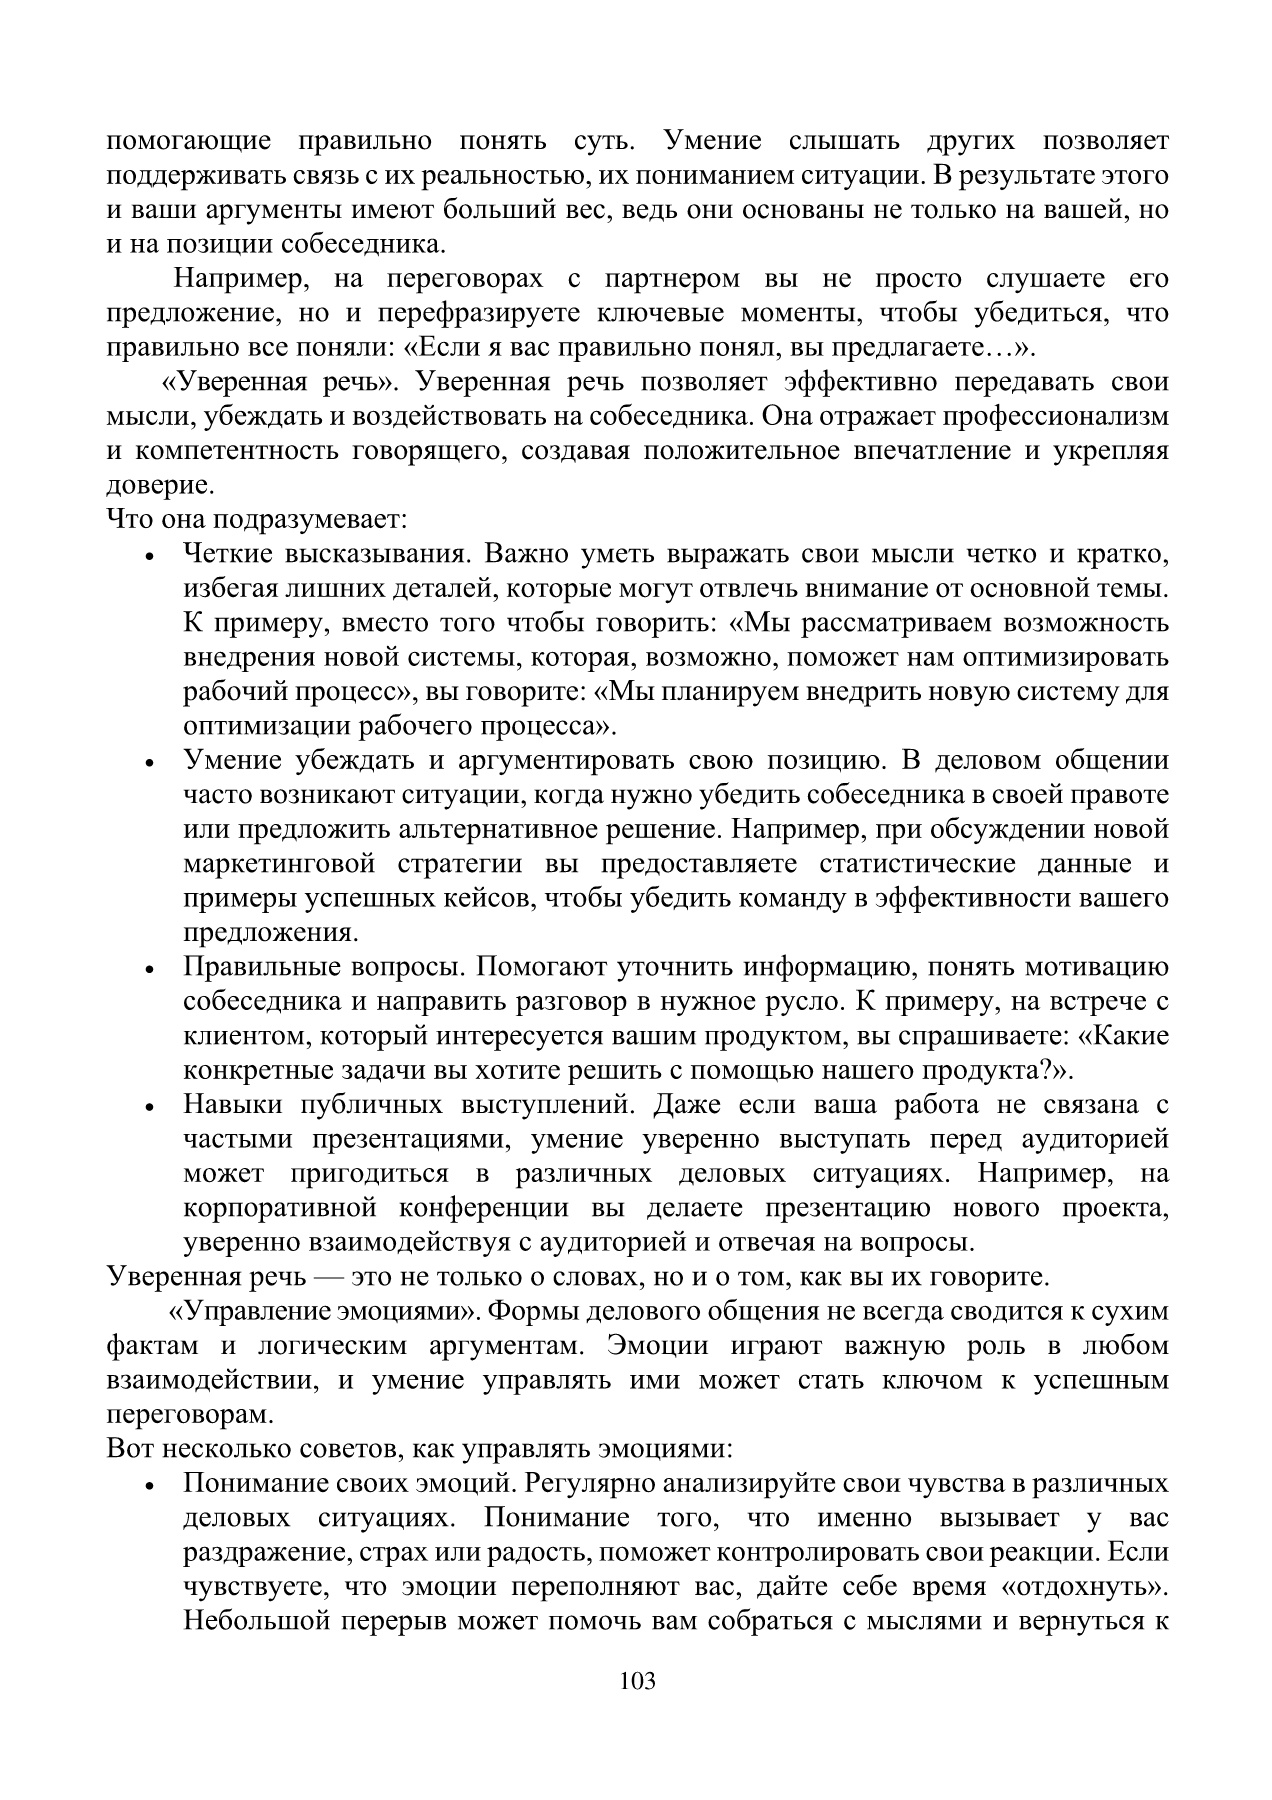 помогающие правильно понять суть. Умение слышать других позволяет
поддерживать связь с их реальностью, их пониманием ситуации. В результате этого
и ваши аргументы имеют больший вес, ведь они основаны не только на вашей, но
и на позиции собеседника.
Например, на переговорах с партнером вы не просто слушаете его
предложение, но и перефразируете ключевые моменты, чтобы убедиться, что
правильно все поняли: «Если я вас правильно понял, вы предлагаете…».
«Уверенная речь». Уверенная речь позволяет эффективно передавать свои
мысли, убеждать и воздействовать на собеседника. Она отражает профессионализм
и компетентность говорящего, создавая положительное впечатление и укрепляя
доверие.
Что она подразумевает:
• Четкие высказывания. Важно уметь выражать свои мысли четко и кратко,
избегая лишних деталей, которые могут отвлечь внимание от основной темы.
К примеру, вместо того чтобы говорить: «Мы рассматриваем возможность
внедрения новой системы, которая, возможно, поможет нам оптимизировать
рабочий процесс», вы говорите: «Мы планируем внедрить новую систему для
оптимизации рабочего процесса».
• Умение убеждать и аргументировать свою позицию. В деловом общении
часто возникают ситуации, когда нужно убедить собеседника в своей правоте
или предложить альтернативное решение. Например, при обсуждении новой
маркетинговой стратегии вы предоставляете статистические данные и
примеры успешных кейсов, чтобы убедить команду в эффективности вашего
предложения.
• Правильные вопросы. Помогают уточнить информацию, понять мотивацию
собеседника и направить разговор в нужное русло. К примеру, на встрече с
клиентом, который интересуется вашим продуктом, вы спрашиваете: «Какие
конкретные задачи вы хотите решить с помощью нашего продукта?».
• Навыки публичных выступлений. Даже если ваша работа не связана с
частыми презентациями, умение уверенно выступать перед аудиторией
может пригодиться в различных деловых ситуациях. Например, на
корпоративной конференции вы делаете презентацию нового проекта,
уверенно взаимодействуя с аудиторией и отвечая на вопросы.
Уверенная речь — это не только о словах, но и о том, как вы их говорите.
«Управление эмоциями». Формы делового общения не всегда сводится к сухим
фактам и логическим аргументам. Эмоции играют важную роль в любом
взаимодействии, и умение управлять ими может стать ключом к успешным
переговорам.
Вот несколько советов, как управлять эмоциями:
• Понимание своих эмоций. Регулярно анализируйте свои чувства в различных
деловых ситуациях. Понимание того, что именно вызывает у вас
раздражение, страх или радость, поможет контролировать свои реакции. Если
чувствуете, что эмоции переполняют вас, дайте себе время «отдохнуть».
Небольшой перерыв может помочь вам собраться с мыслями и вернуться к
103